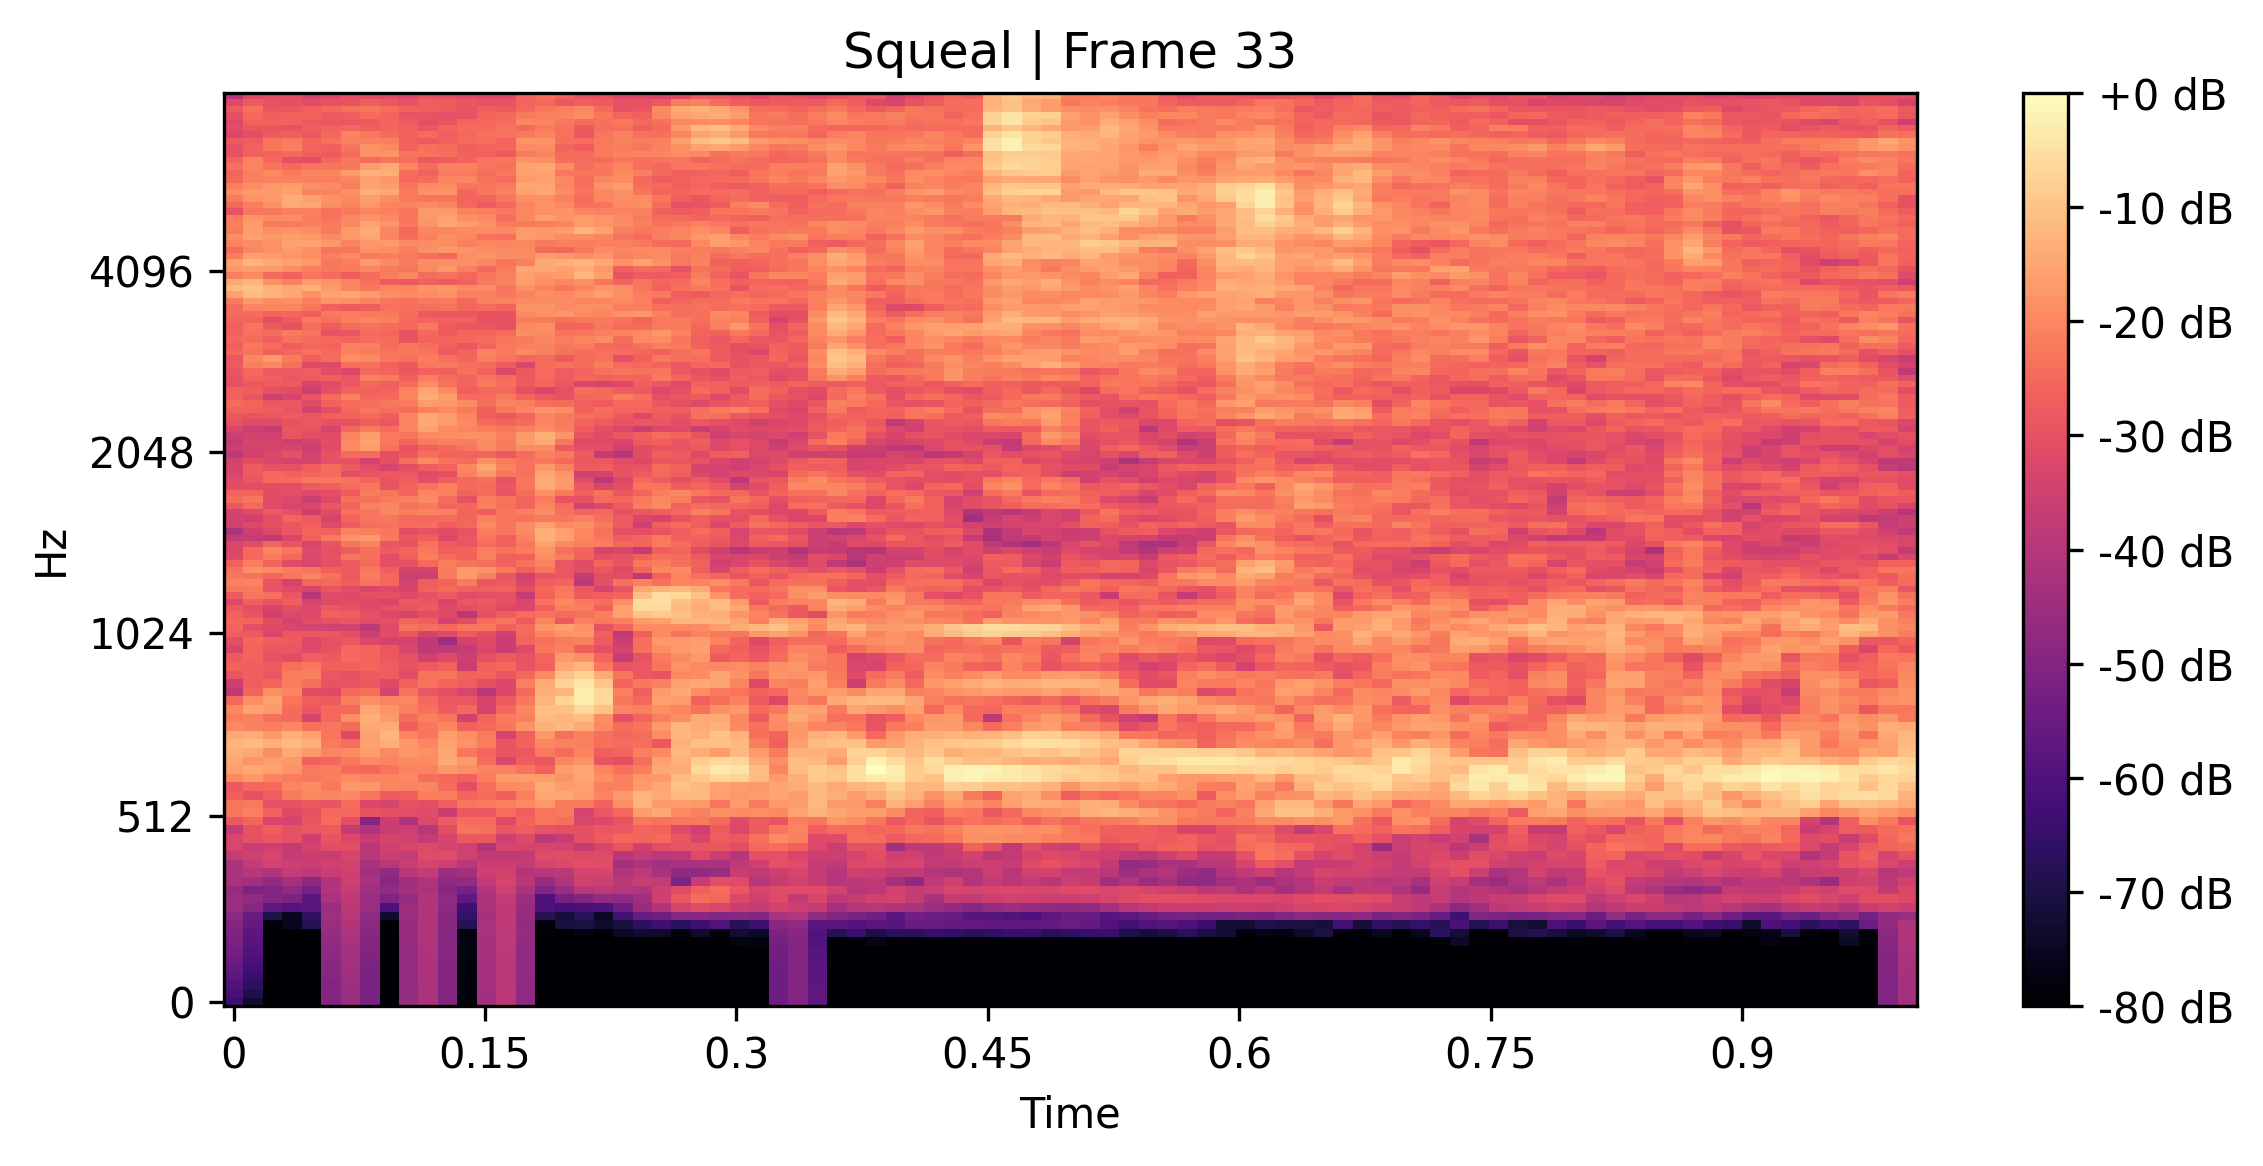 Squeal | Frame 33
Hz
4096
2048
1024
512
0
0 0.15 0.3 0.45 0.6 0.75 0.9
Time
+0 dB
-10 dB
-20 dB
-30 dB
-40 dB
-50 dB
-60 dB
-70 dB
-80 dB